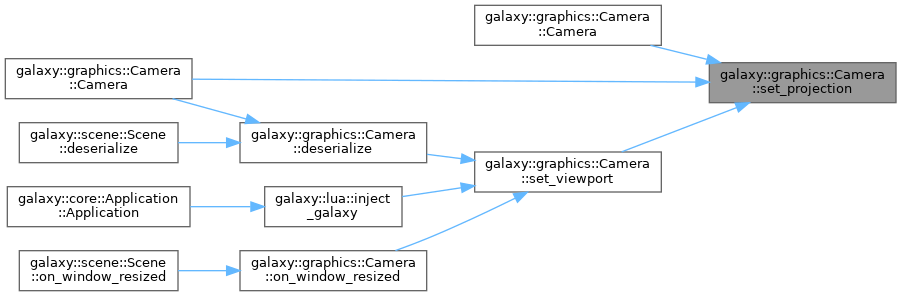 galaxy::graphics::Camera
::Camera
galaxy::graphics::Camera
::Camera
galaxy::graphics::Camera
::set_projection
galaxy::scene::Scene
::deserialize
galaxy::graphics::Camera
::deserialize
galaxy::graphics::Camera
::set_viewport
galaxy::core::Application
::Application
galaxy::lua::inject
_galaxy
galaxy::scene::Scene
::on_window_resized
galaxy::graphics::Camera
::on_window_resized